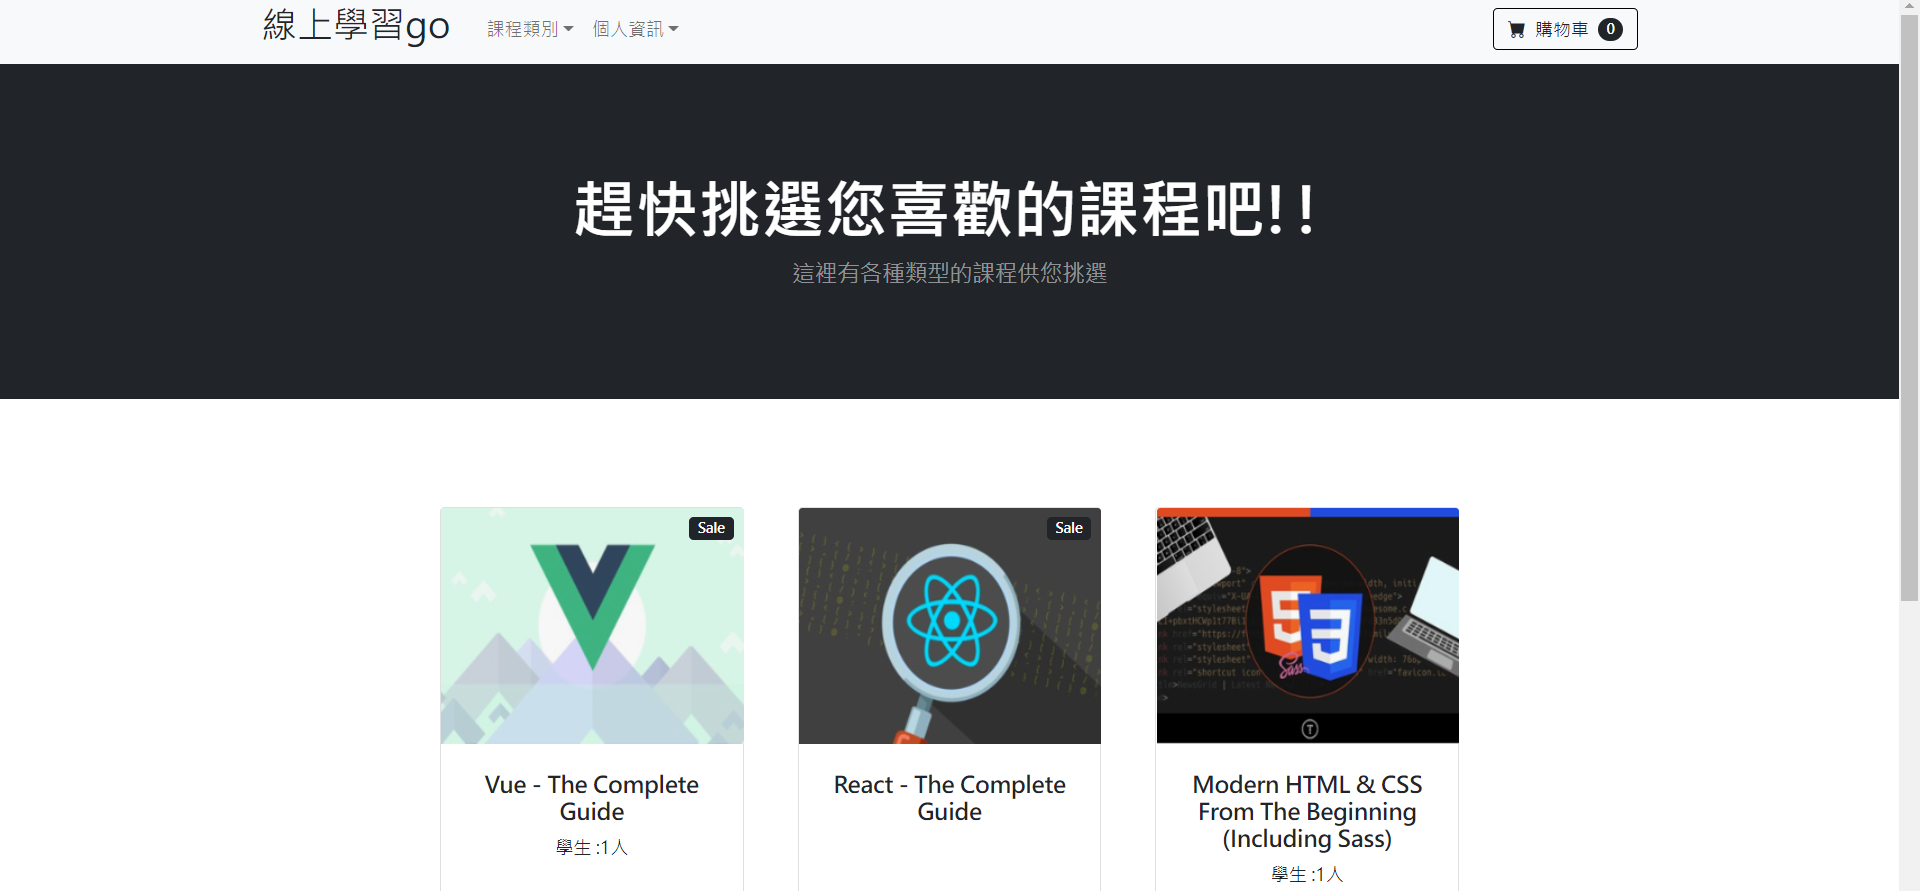 線上學習go
課程類別
個人資訊
購物車 0
趕快挑選您喜歡的課程吧!!
這裡有各種類型的課程供您挑選
Sale
Sale
Vue - The Complete
Guide
學生 :1人
React - The Complete
Guide
Modern HTML & CSS
From The Beginning
(Including Sass)
學生 :1人